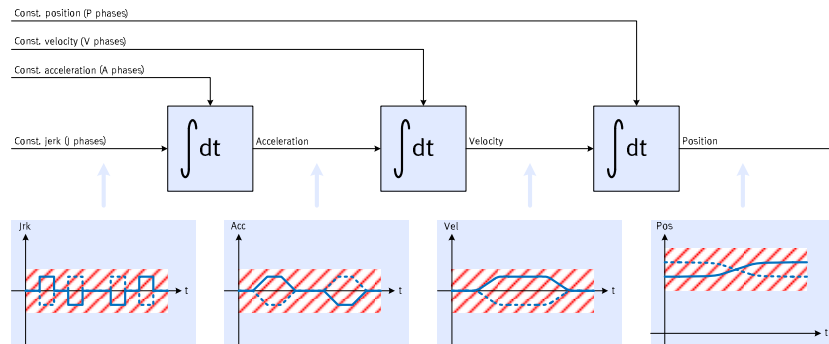 Const. position (P phases)
Const. velocity (V phases)
Const. acceleration (A phases)
Const. jerk (J phases)
∫dt
Acceleration
∫dt
Velocity
∫dt
Position
Jrk
t
Acc
t
Vel
t
Pos
t